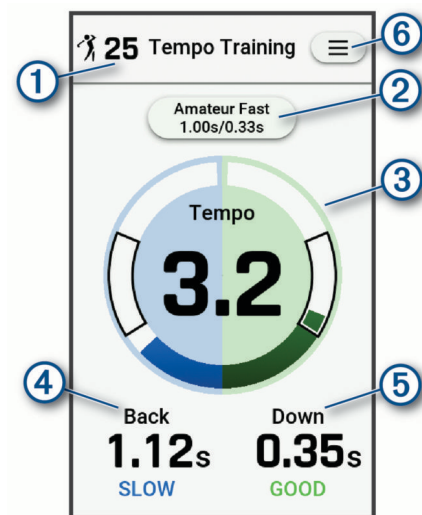 25 Tempo Training
6
1
Amateur Fast
1.00s/0.33s
2
3
Tempo
3.2
4
5
Back
Down
1.12s
0.35s
SLOW
GOOD